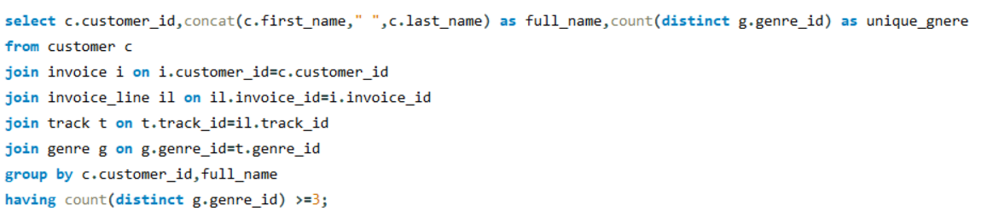 select c.customer_id,concat(c.first_name," ",c.last_name) as full_name,count(distinct g.genre_id) as unique_gnere
from customer c
join invoice i on i.customer_id=c.customer_id
join invoice_line il on il.invoice_id=i.invoice_id
join track t on t.track_id=il.track_id
join genre g on g.genre_id=t.genre_id
group by c.customer_id,full_name
having count(distinct g.genre_id) >=3;